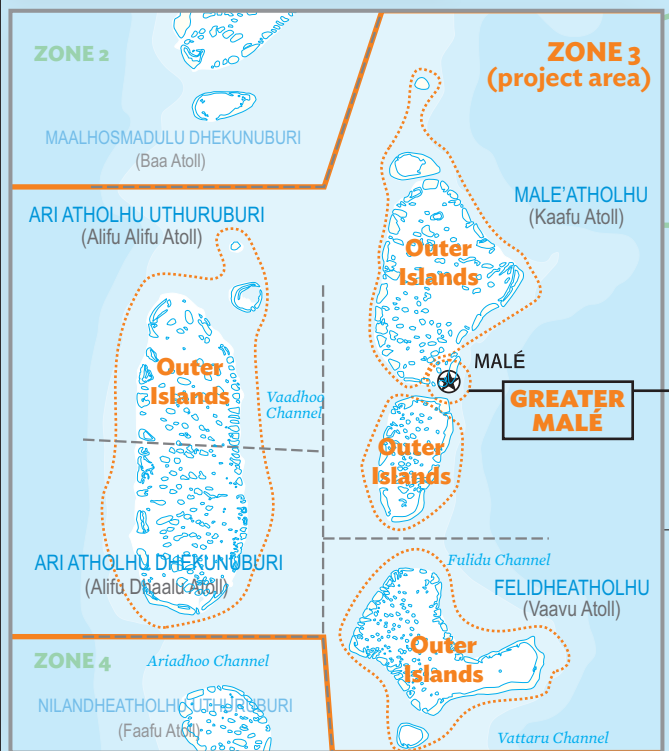 ZONE 2
ZONE 3
(project area)
MAALHOSMADULU DHEKUNUBURI
(Baa Atoll)
MALE’ATHOLHU
(Kaafu Atoll)
ARI ATHOLHU UTHURUBURI
(Alifu Alifu Atoll)
Outer
Islands
MALÉ
Outer
Islands
Vaadhoo
Channel
GREATER
MALÉ
Outer
Islands
Fulidu Channel
ARI ATHOLHU DHEKUNUBURI
(Alifu Dhaalu Atoll)
FELIDHEATHOLHU
(Vaavu Atoll)
Outer
Islands
ZONE 4
Ariadhoo Channel
NILANDHEATHOLHU UTHURUBURI
(Faafu Atoll)
Vattaru Channel